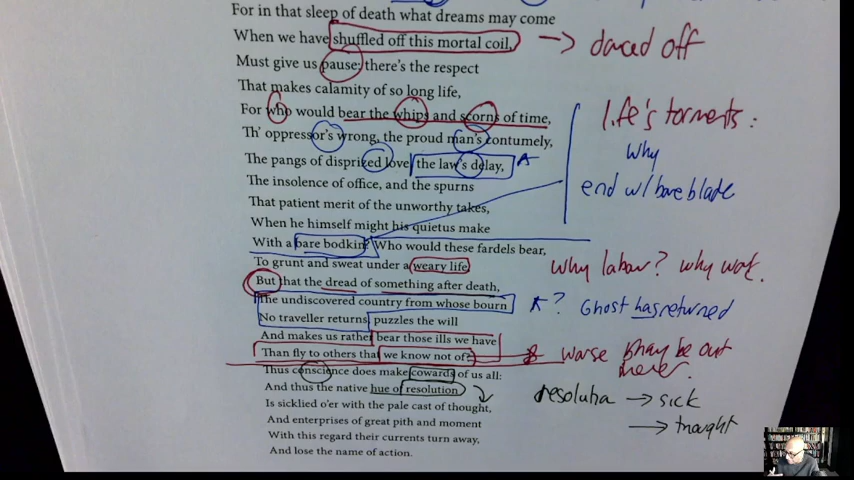 For in that sleep of death what dreams may come
When we have shuffled off this mortal coil, → danced off
Must give us pause; there's the respect
That makes calamity of so long life,
For who would bear the whips and scorns of time,
life's torments:
Th' oppressor's wrong, the proud man's contumely,
why
The pangs of disprized love, the law's delay,
The insolence of office, and the spurns
end w/ bare blade
That patient merit of the unworthy takes,
When he himself might his quietus make
With a bare bodkin? Who would these fardels bear,
To grunt and sweat under a weary life,
why labour? why wait.
But that the dread of something after death,
The undiscovered country from whose bourn
? Ghost has returned
No traveller returns, puzzles the will
And makes us rather bear those ills we have
Than fly to others that we know not of?
worse may be out there.
Thus conscience does make cowards of us all:
And thus the native hue of resolution
resolution → sick
Is sicklied o'er with the pale cast of thought,
→ thought
And enterprises of great pith and moment
With this regard their currents turn away,
And lose the name of action.